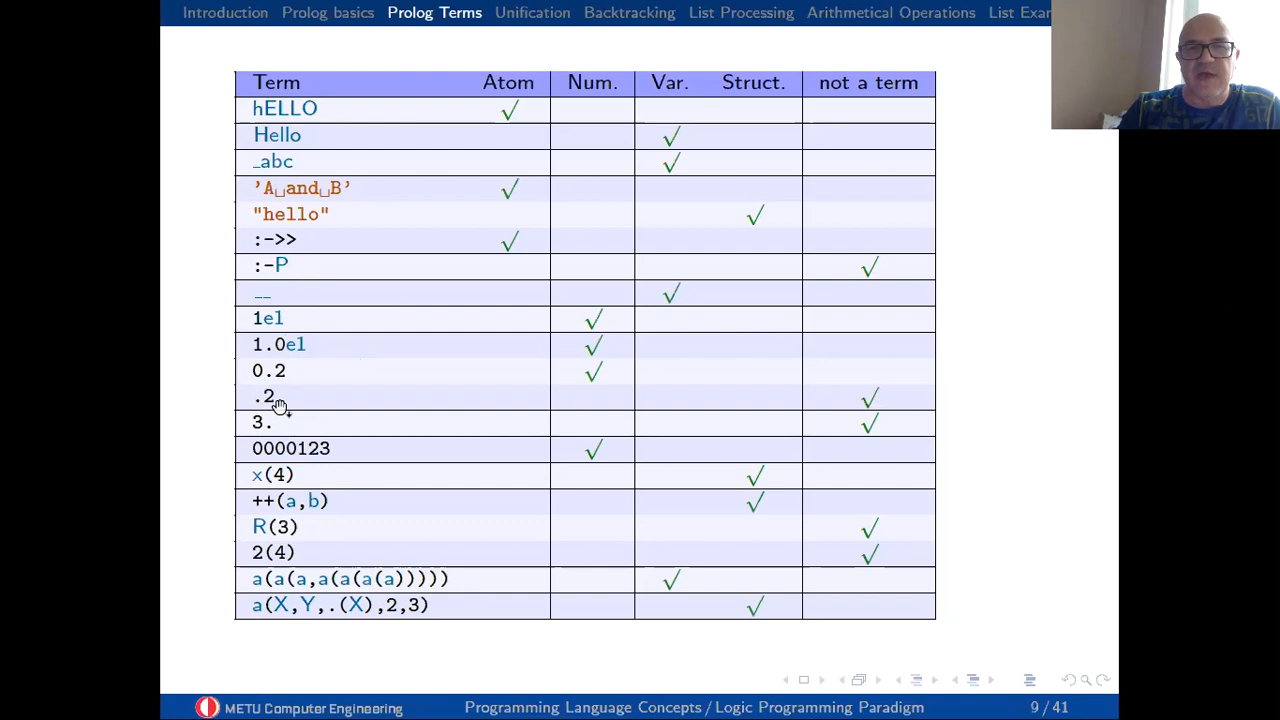 Introduction Prolog basics Prolog Terms Unification Backtracking List Processing Arithmetical Operations List Exam
Term Atom Num. Var. Struct. not a term
hELLO √
Hello √
_abc √
'A␣and␣B' √
"hello" √
:->> √
:-P √
__ √
1e1 √
1.0e1 √
0.2 √
.2 √
3. √
0000123 √
x(4) √
++(a,b) √
R(3) √
2(4) √
a(a(a,a(a(a(a))))) √
a(X,Y,.(X),2,3) √
METU Computer Engineering Programming Language Concepts/Logic Programming Paradigm 9 / 41